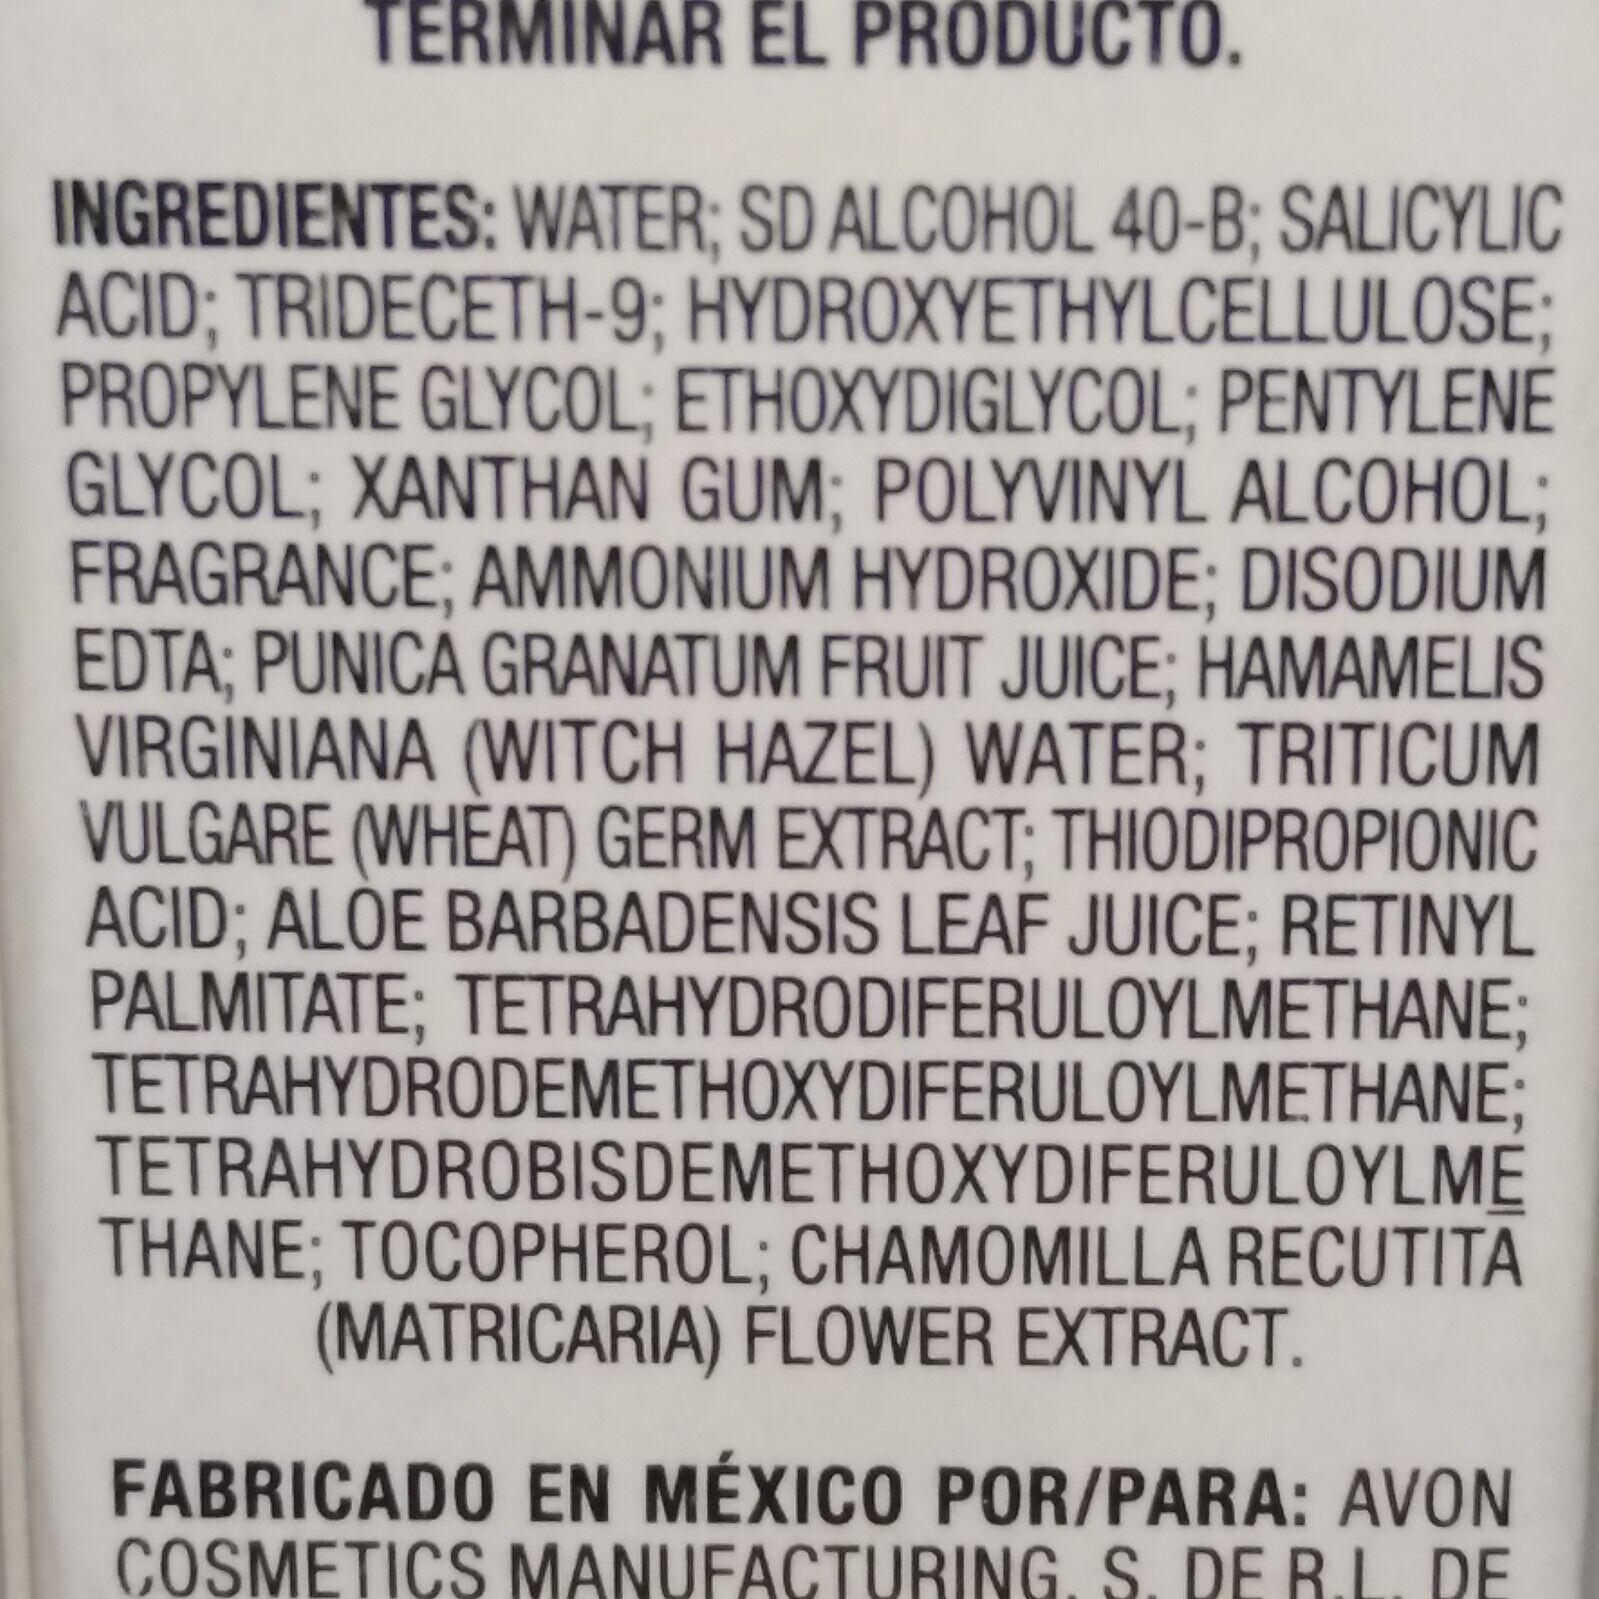 TERMINAR EL PRODUCTO.
INGREDIENTES: WATER; SD ALCOHOL 40-B; SALICYLIC
ACID; TRIDECETH-9; HYDROXYETHYLCELLULOSE;
PROPYLENE GLYCOL; ETHOXYDIGLYCOL; PENTYLENE
GLYCOL; XANTHAN GUM; POLYVINYL ALCOHOL;
FRAGRANCE; AMMONIUM HYDROXIDE; DISODIUM
EDTA; PUNICA GRANATUM FRUIT JUICE; HAMAMELIS
VIRGINIANA (WITCH HAZEL) WATER; TRITICUM
VULGARE (WHEAT) GERM EXTRACT; THIODIPROPIONIC
ACID; ALOE BARBADENSIS LEAF JUICE; RETINYL
PALMITATE; TETRAHYDRODIFERULOYLMETHANE;
TETRAHYDRODEMETHOXYDIFERULOYLMETHANE;
TETRAHYDROBISDEMETHOXYDIFERULOYLME
THANE; TOCOPHEROL; CHAMOMILLA RECUTITA
(MATRICARIA) FLOWER EXTRACT.
FABRICADO EN MÉXICO POR/PARA: AVON
COSMETICS MANUFACTURING, S. DE R.L. DE